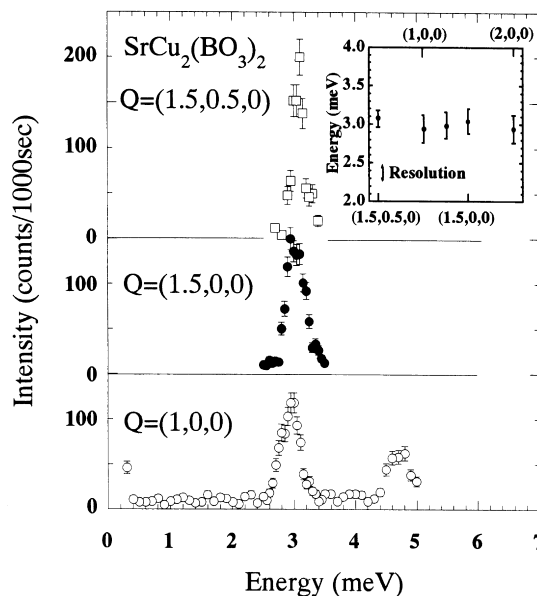 SrCu₂(BO₃)₂
Q=(1.5,0.5,0)
200
100
0
Q=(1.5,0,0)
100
0
Q=(1,0,0)
100
0
Intensity (counts/1000sec)
0 1 2 3 4 5 6 7
Energy (meV)
(1,0,0) (2,0,0)
4.0
3.5
3.0
2.5
2.0
Energy (meV)
Resolution
(1.5,0.5,0) (1.5,0,0)